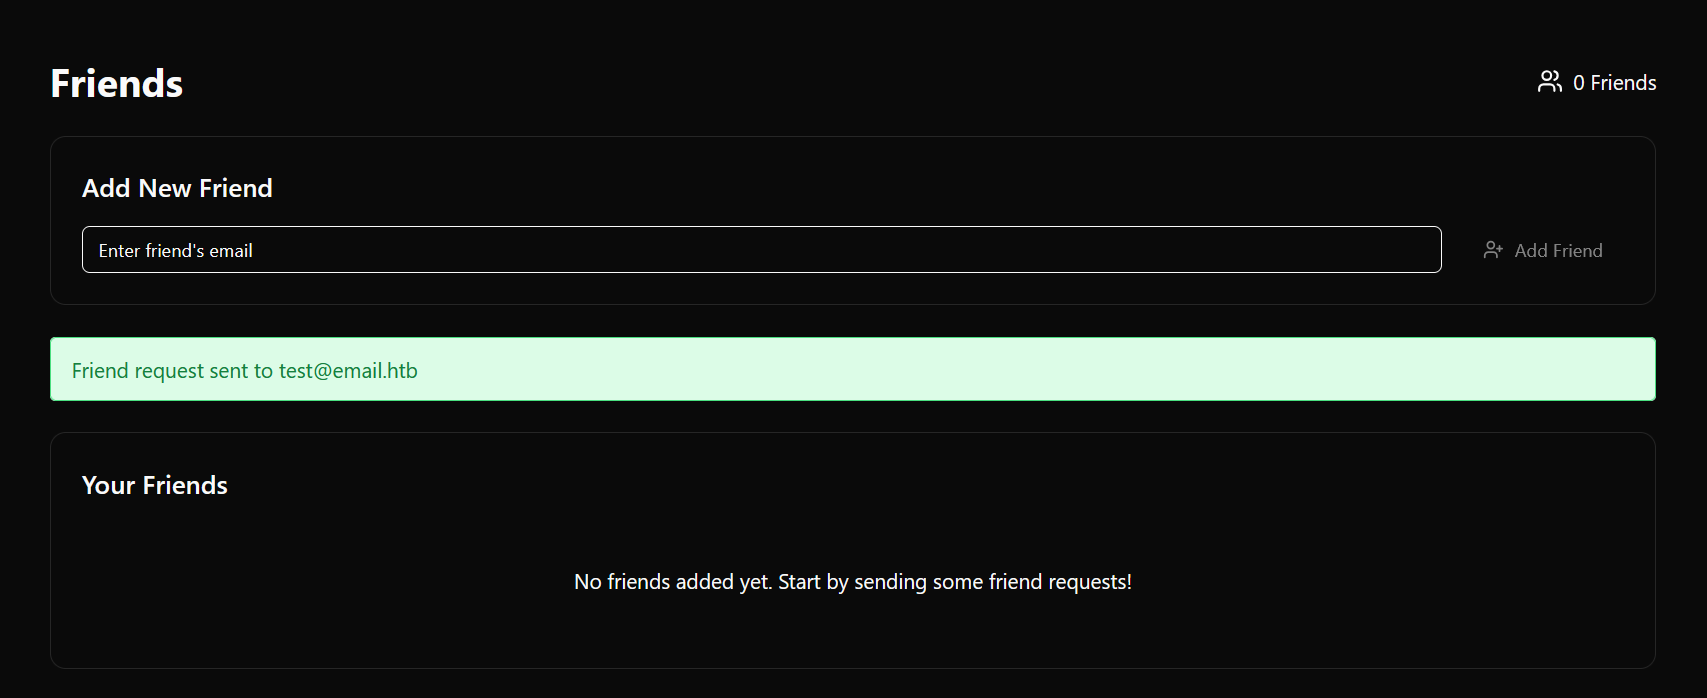 Friends
0 Friends
Add New Friend
Enter friend's email
Add Friend
Friend request sent to test@email.htb
Your Friends
No friends added yet. Start by sending some friend requests!